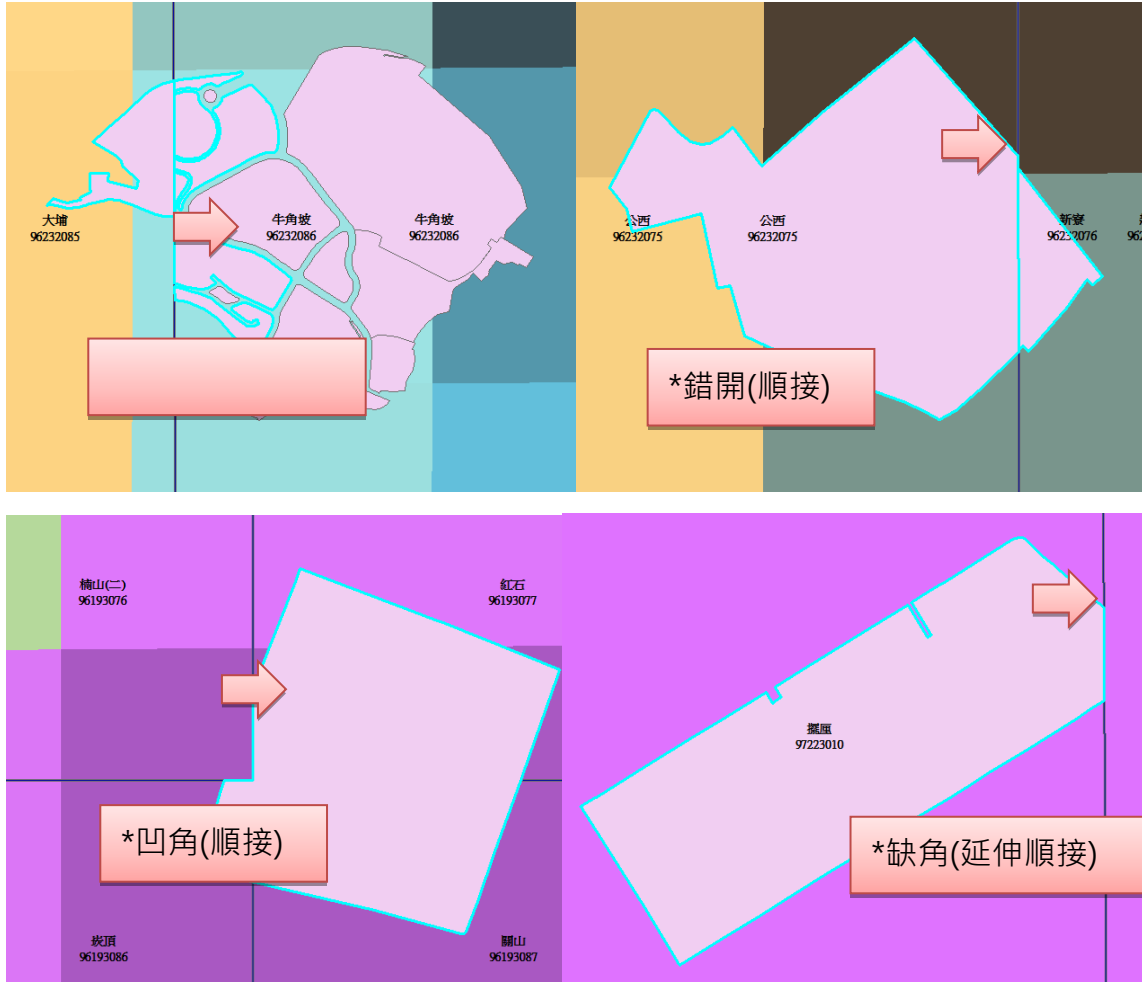 大埔
96232085
牛角坡
96232086
牛角坡
96232086
公西
96232075
公西
96232075
新寮
96232076
*錯開(順接)
楠山(二)
96193076
紅石
96193077
*凹角(順接)
崁頂
96193086
關山
96193087
擺厘
97223010
*缺角(延伸順接)